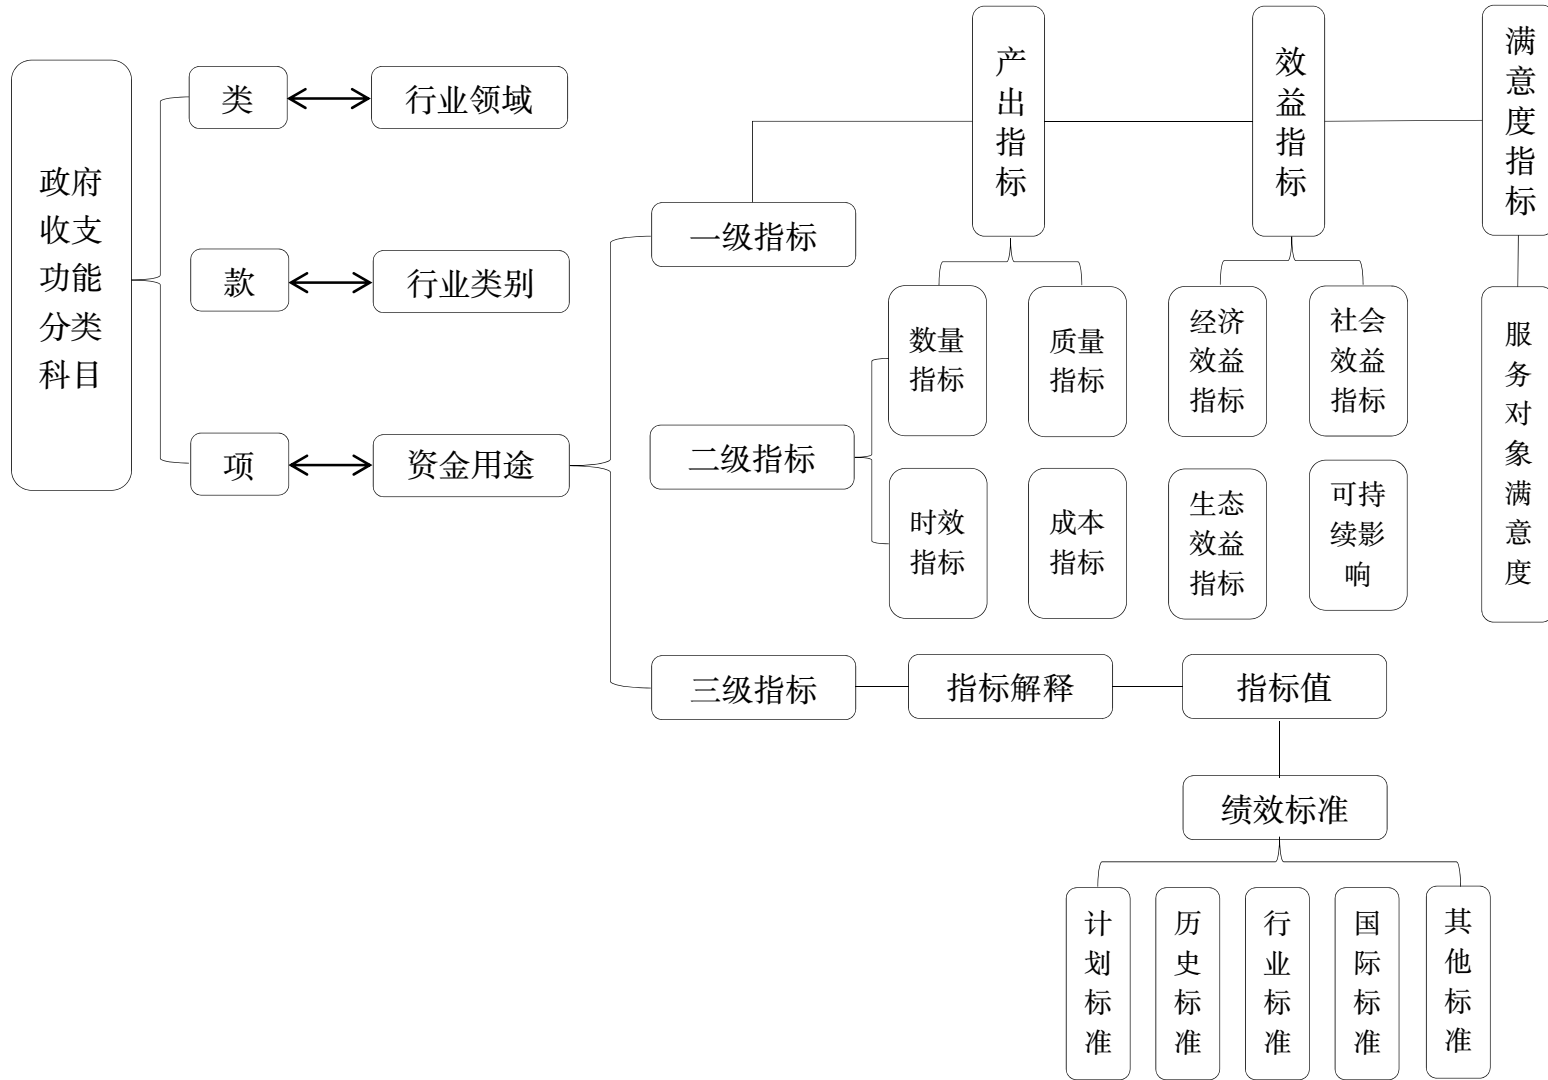 政府
收支
功能
分类
科目
类
行业领域
款
行业类别
项
资金用途
一级指标
产出指标
效益指标
满意度指标
二级指标
数量
指标
质量
指标
时效
指标
成本
指标
经济
效益
指标
社会
效益
指标
生态
效益
指标
可持
续影
响
服务对象满意度
三级指标
指标解释
指标值
绩效标准
计划标准
历史标准
行业标准
国际标准
其他标准